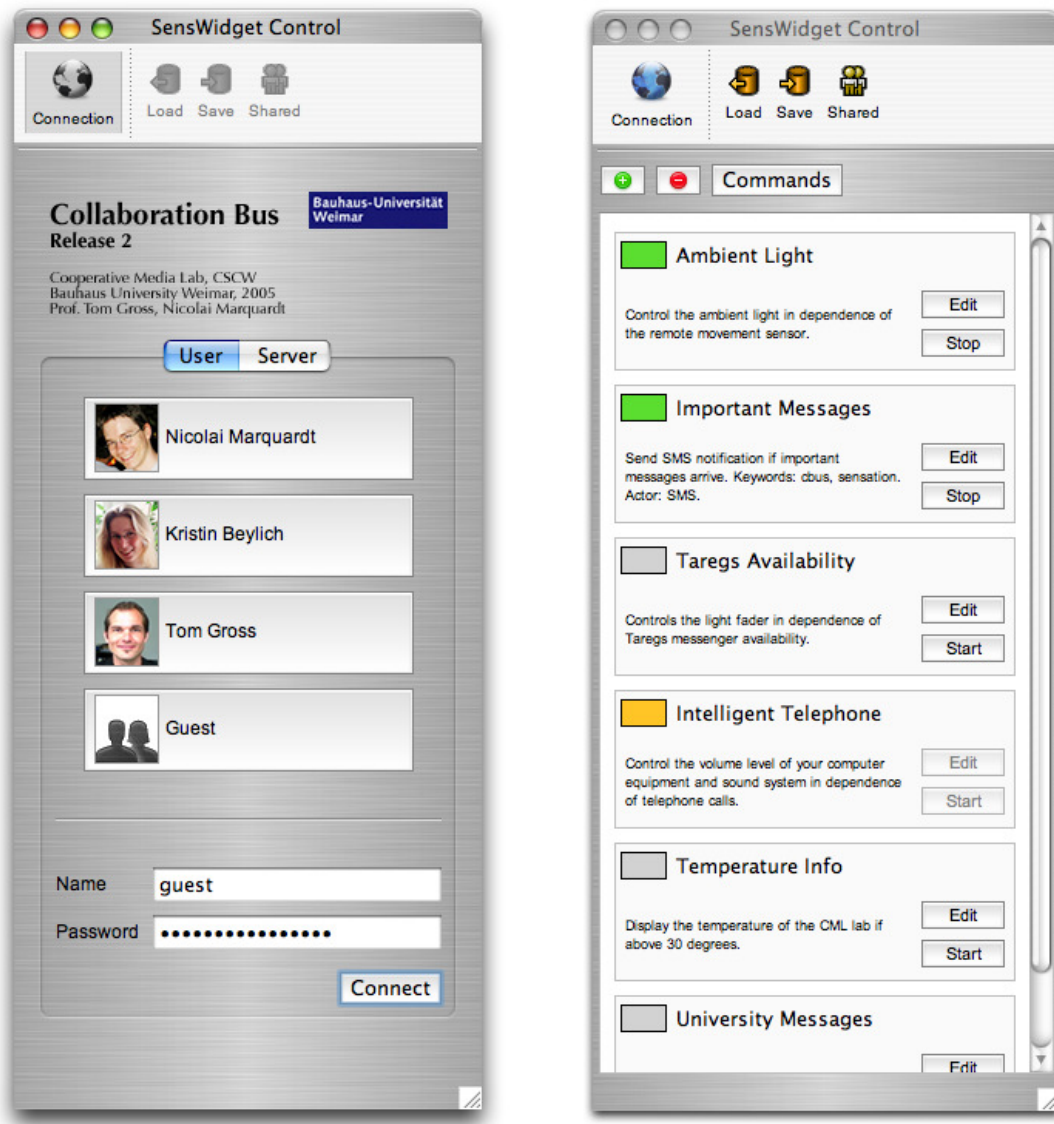 SensWidget Control
Connection
Load Save Shared
Collaboration Bus
Release 2
Bauhaus-Universität
Weimar
Cooperative Media Lab, CSCW
Bauhaus University Weimar, 2005
Prof. Tom Gross, Nicolai Marquardt
User Server
Nicolai Marquardt
Kristin Beylich
Tom Gross
Guest
Name guest
Password ••••••••••••••••
Connect
SensWidget Control
Connection
Load Save Shared
Commands
Ambient Light
Control the ambient light in dependence of
the remote movement sensor.
Edit
Stop
Important Messages
Send SMS notification if important
messages arrive. Keywords: cbus, sensation.
Actor: SMS.
Edit
Stop
Taregs Availability
Controls the light fader in dependence of
Taregs messenger availability.
Edit
Start
Intelligent Telephone
Control the volume level of your computer
equipment and sound system in dependence
of telephone calls.
Edit
Start
Temperature Info
Display the temperature of the CML lab if
above 30 degrees.
Edit
Start
University Messages
Edit